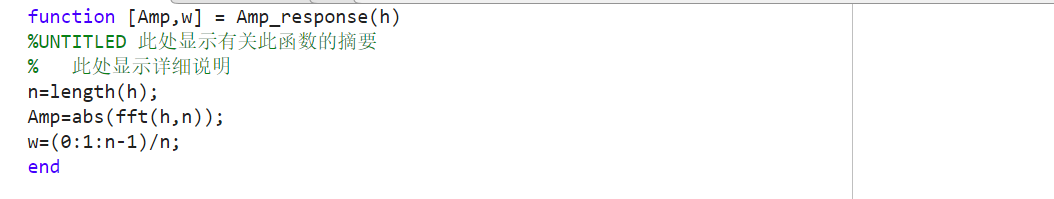 function [Amp,w] = Amp_response(h)
%UNTITLED 此处显示有关此函数的摘要
%   此处显示详细说明
n=length(h);
Amp=abs(fft(h,n));
w=(0:1:n-1)/n;
end